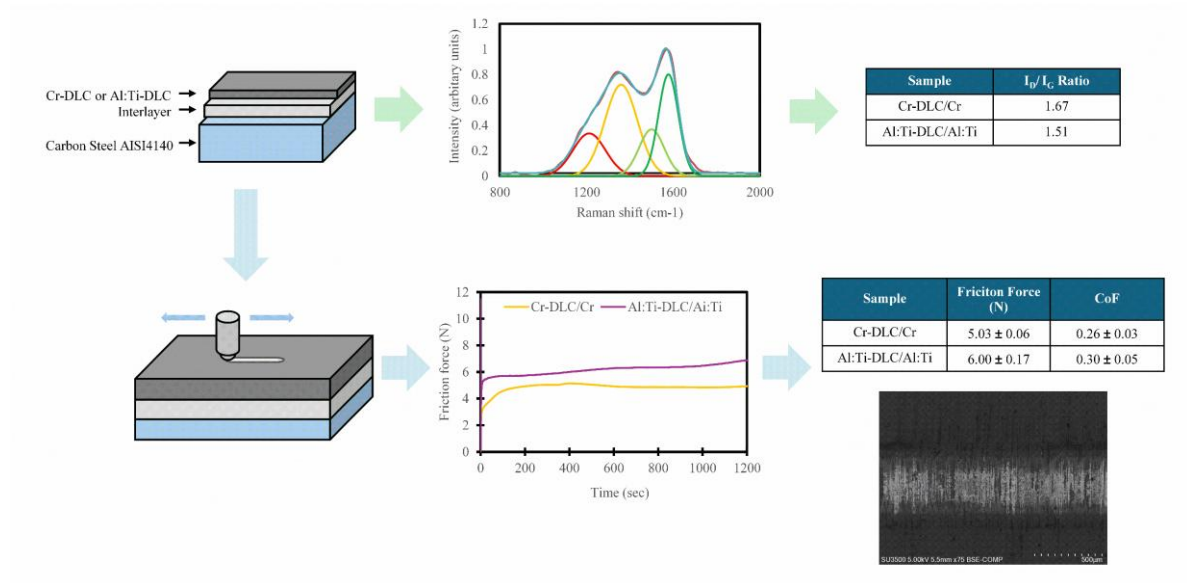 Cr-DLC or Al:Ti-DLC
Interlayer
Carbon Steel AISI4140
Intensity (arbitary units)
1.2
1
0.8
0.6
0.4
0.2
0
800 1200 1600 2000
Raman shift (cm-1)
Sample ID/ IG Ratio
Cr-DLC/Cr 1.67
Al:Ti-DLC/Al:Ti 1.51
Friction force (N)
12
10
8
6
4
2
0
Cr-DLC/Cr Al:Ti-DLC/Ai:Ti
0 200 400 600 800 1000 1200
Time (sec)
Sample Friciton Force (N) CoF
Cr-DLC/Cr 5.03 ± 0.06 0.26 ± 0.03
Al:Ti-DLC/Al:Ti 6.00 ± 0.17 0.30 ± 0.05
SU3500 5.00kV 5.5mm x75 BSE-COMP 500µm